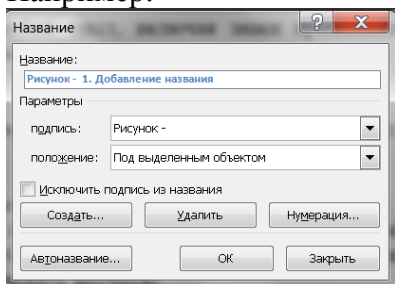 Например:
Название
Название:
Рисунок - 1. Добавление названия
Параметры
подпись: Рисунок -
положение: Под выделенным объектом
Исключить подпись из названия
Создать... Удалить Нумерация...
Автоназвание... ОК Закрыть